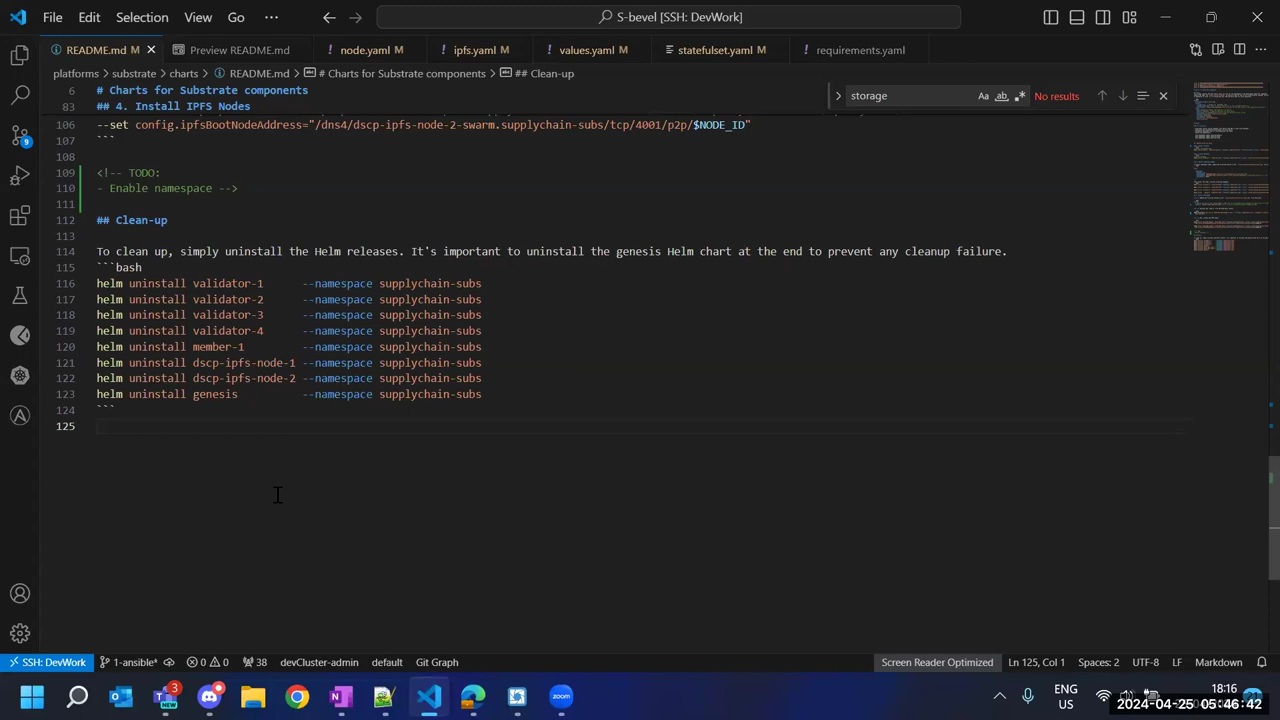 File Edit Selection View Go ···
S-bevel [SSH: DevWork]
README.md M
Preview README.md
node.yaml M
ipfs.yaml M
values.yaml M
statefulset.yaml M
requirements.yaml
platforms > substrate > charts > README.md > # Charts for Substrate components > ## Clean-up
storage
Aa ab
No results
6 # Charts for Substrate components
83 ## 4. Install IPFS Nodes
106 --set config.ipfsBootNodeAddress="/dns4/dscp-ipfs-node-2-swarm.supplychain-subs/tcp/4001/p2p/$NODE_ID"
107 ```
108
109 <!-- TODO:
110 - Enable namespace -->
111
112 ## Clean-up
113
114 To clean up, simply uninstall the Helm releases. It's important to uninstall the genesis Helm chart at the end to prevent any cleanup failure.
115 ```bash
116 helm uninstall validator-1 --namespace supplychain-subs
117 helm uninstall validator-2 --namespace supplychain-subs
118 helm uninstall validator-3 --namespace supplychain-subs
119 helm uninstall validator-4 --namespace supplychain-subs
120 helm uninstall member-1 --namespace supplychain-subs
121 helm uninstall dscp-ipfs-node-1 --namespace supplychain-subs
122 helm uninstall dscp-ipfs-node-2 --namespace supplychain-subs
123 helm uninstall genesis --namespace supplychain-subs
124 ```
125
9
SSH: DevWork 1-ansible* 0 0 38 devCluster-admin default Git Graph
Screen Reader Optimized Ln 125, Col 1 Spaces: 2 UTF-8 LF Markdown
3
NEW
zoom
ENG
US
18:16
2024-04-25 05:46:42